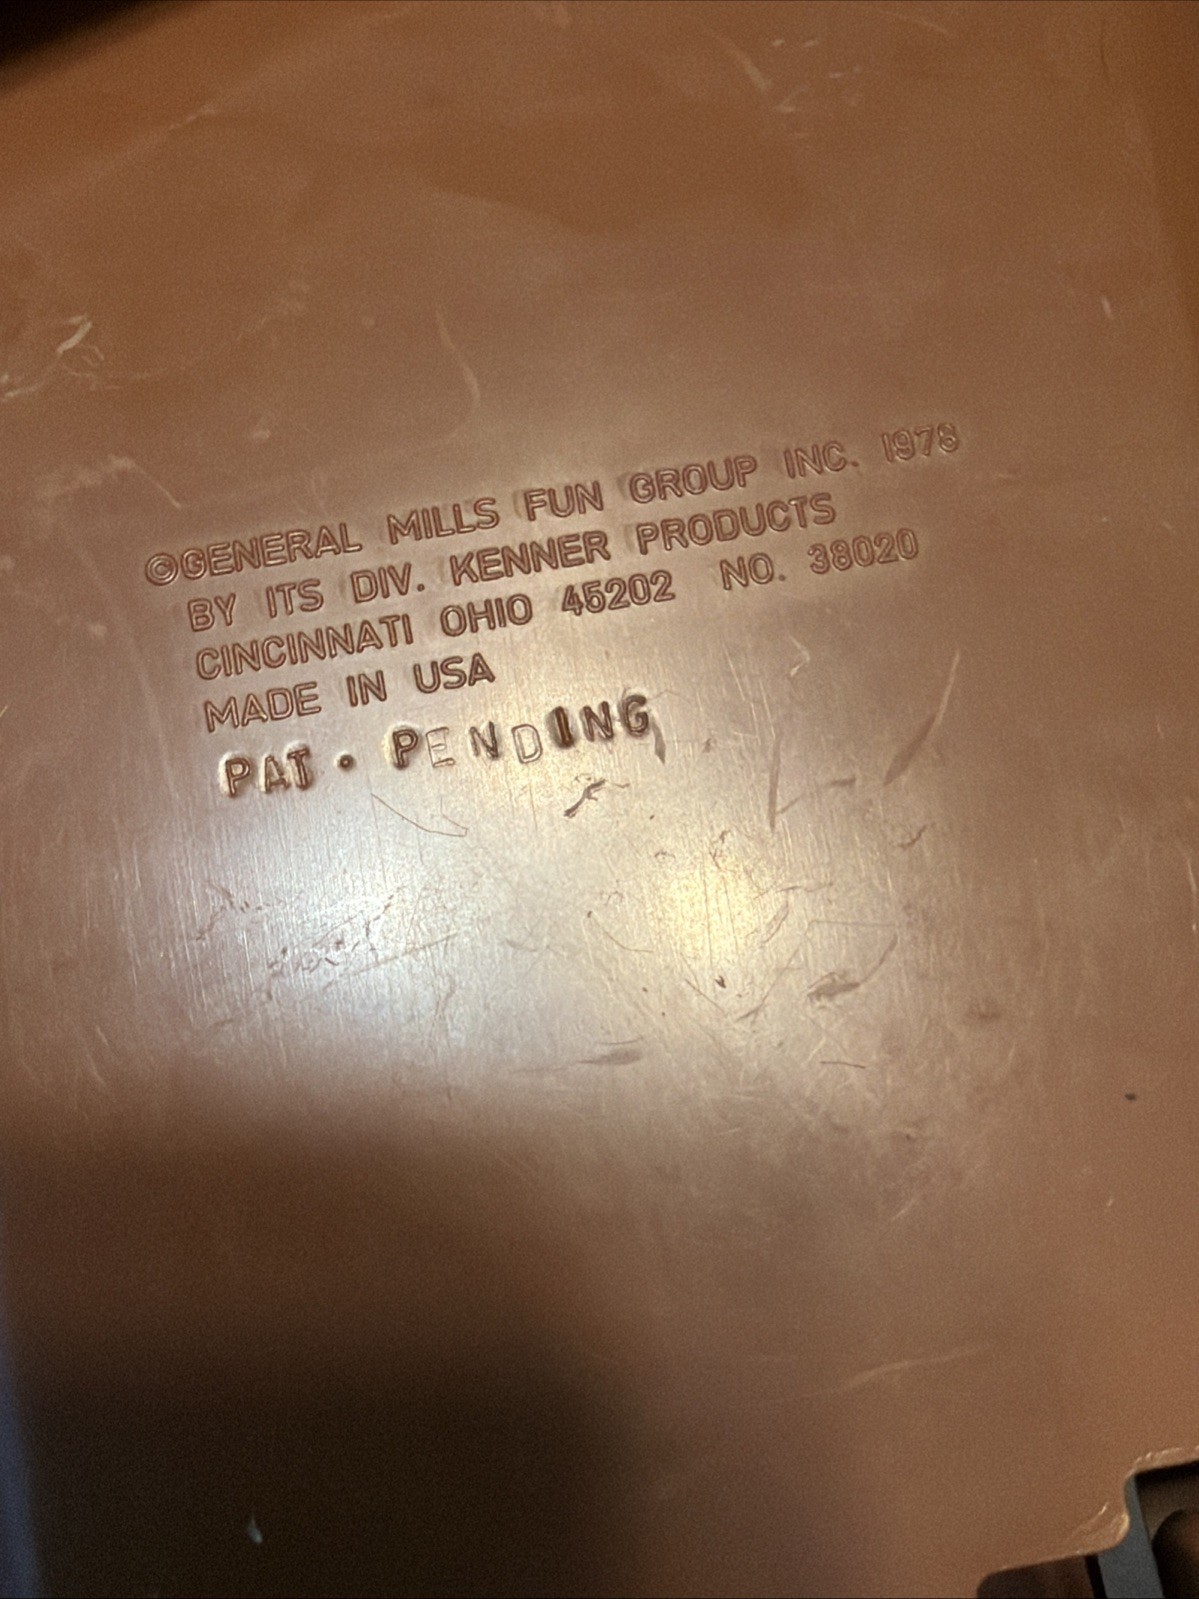 ©GENERAL MILLS FUN GROUP INC. 1978
BY ITS DIV. KENNER PRODUCTS
CINCINNATI OHIO 45202 NO. 38020
MADE IN USA
PAT. PENDING